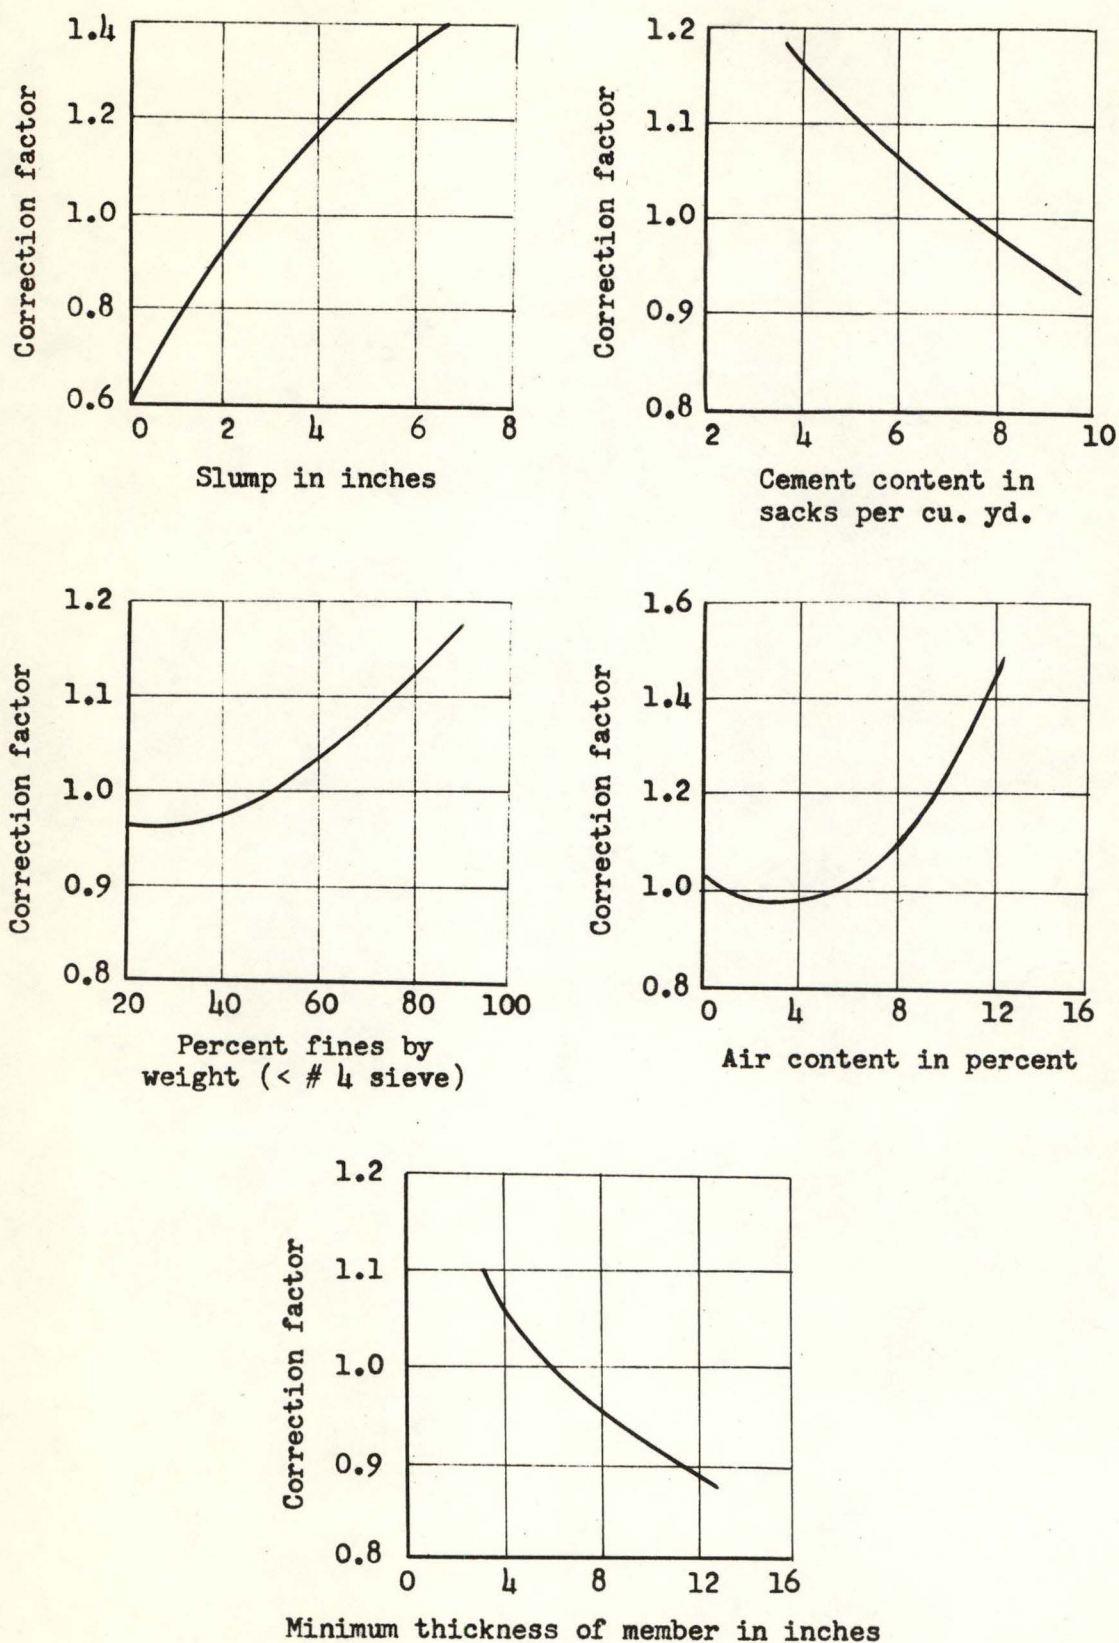 1.4
1.2
1.0
0.8
0.6
Correction factor
0 2 4 6 8
Slump in inches
1.2
1.1
1.0
0.9
0.8
Correction factor
2 4 6 8 10
Cement content in
sacks per cu. yd.
1.2
1.1
1.0
0.9
0.8
Correction factor
20 40 60 80 100
Percent fines by
weight (< # 4 sieve)
1.6
1.4
1.2
1.0
0.8
Correction factor
0 4 8 12 16
Air content in percent
1.2
1.1
1.0
0.9
0.8
Correction factor
0 4 8 12 16
Minimum thickness of member in inches